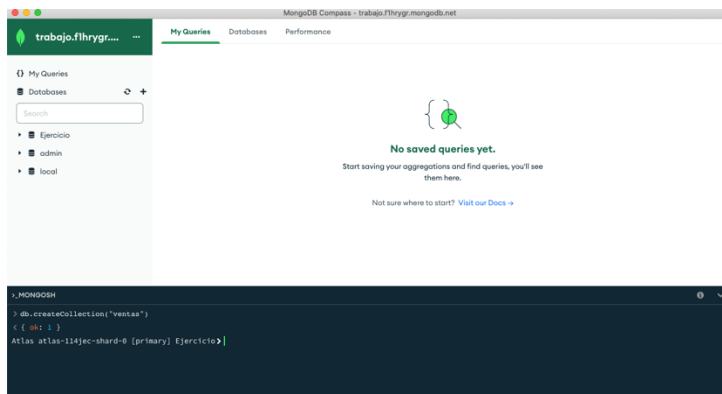 MongoDB Compass - trabajo.f1hrygr.mongodb.net
trabajo.f1hrygr.... ...
My Queries Databases Performance
{} My Queries
Databases
Search
Ejercicio
admin
local
No saved queries yet.
Start saving your aggregations and find queries, you'll see
them here.
Not sure where to start? Visit our Docs →
>_MONGOSH
> db.createCollection("ventas")
< { ok: 1 }
Atlas atlas-114jec-shard-0 [primary] Ejercicio>